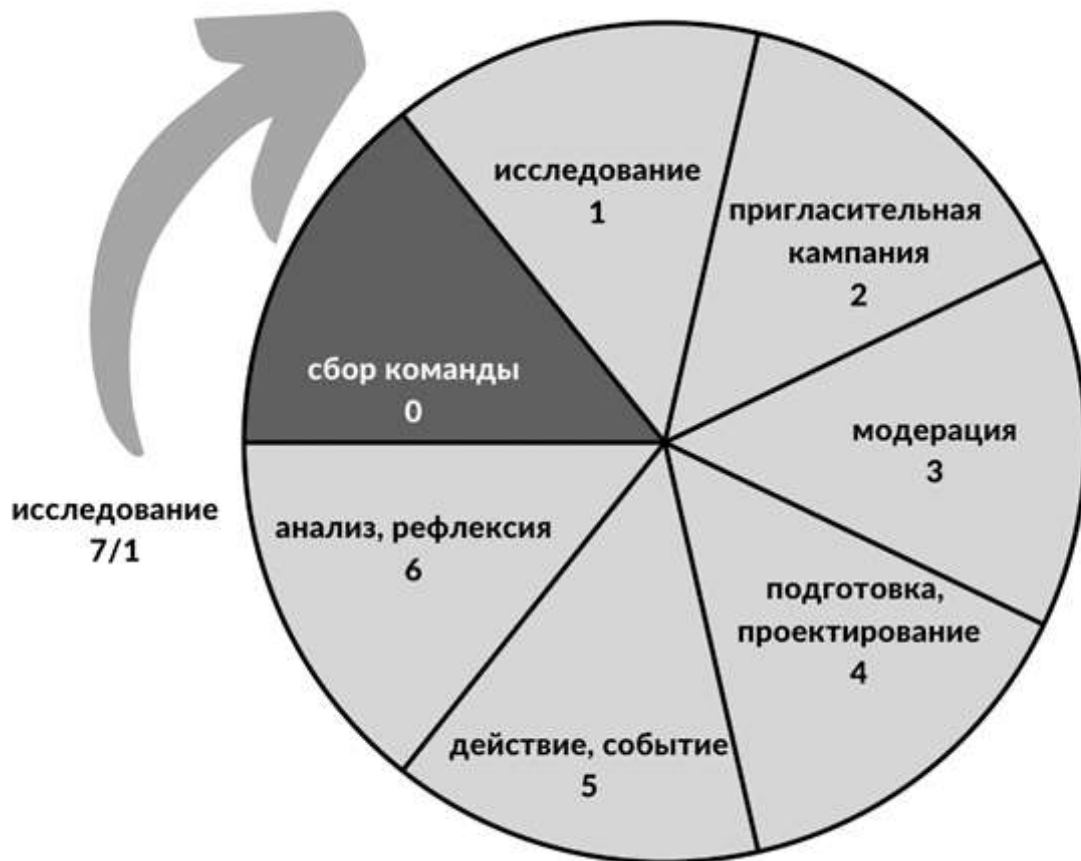 сбор команды
0
исследование
1
пригласительная
кампания
2
модерация
3
подготовка,
проектирование
4
действие, событие
5
анализ, рефлексия
6
исследование
7/1